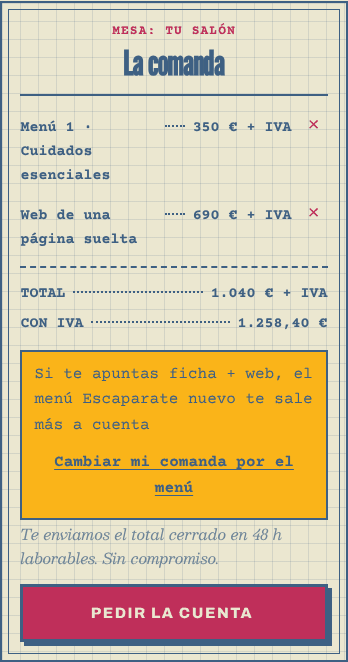 MESA: TU SALÓN
La comanda
Menú 1 · 350 € + IVA ×
Cuidados
esenciales
Web de una 690 € + IVA ×
página suelta
TOTAL 1.040 € + IVA
CON IVA 1.258,40 €
Si te apuntas ficha + web, el
menú Escaparate nuevo te sale
más a cuenta
Cambiar mi comanda por el
menú
Te enviamos el total cerrado en 48 h
laborables. Sin compromiso.
PEDIR LA CUENTA